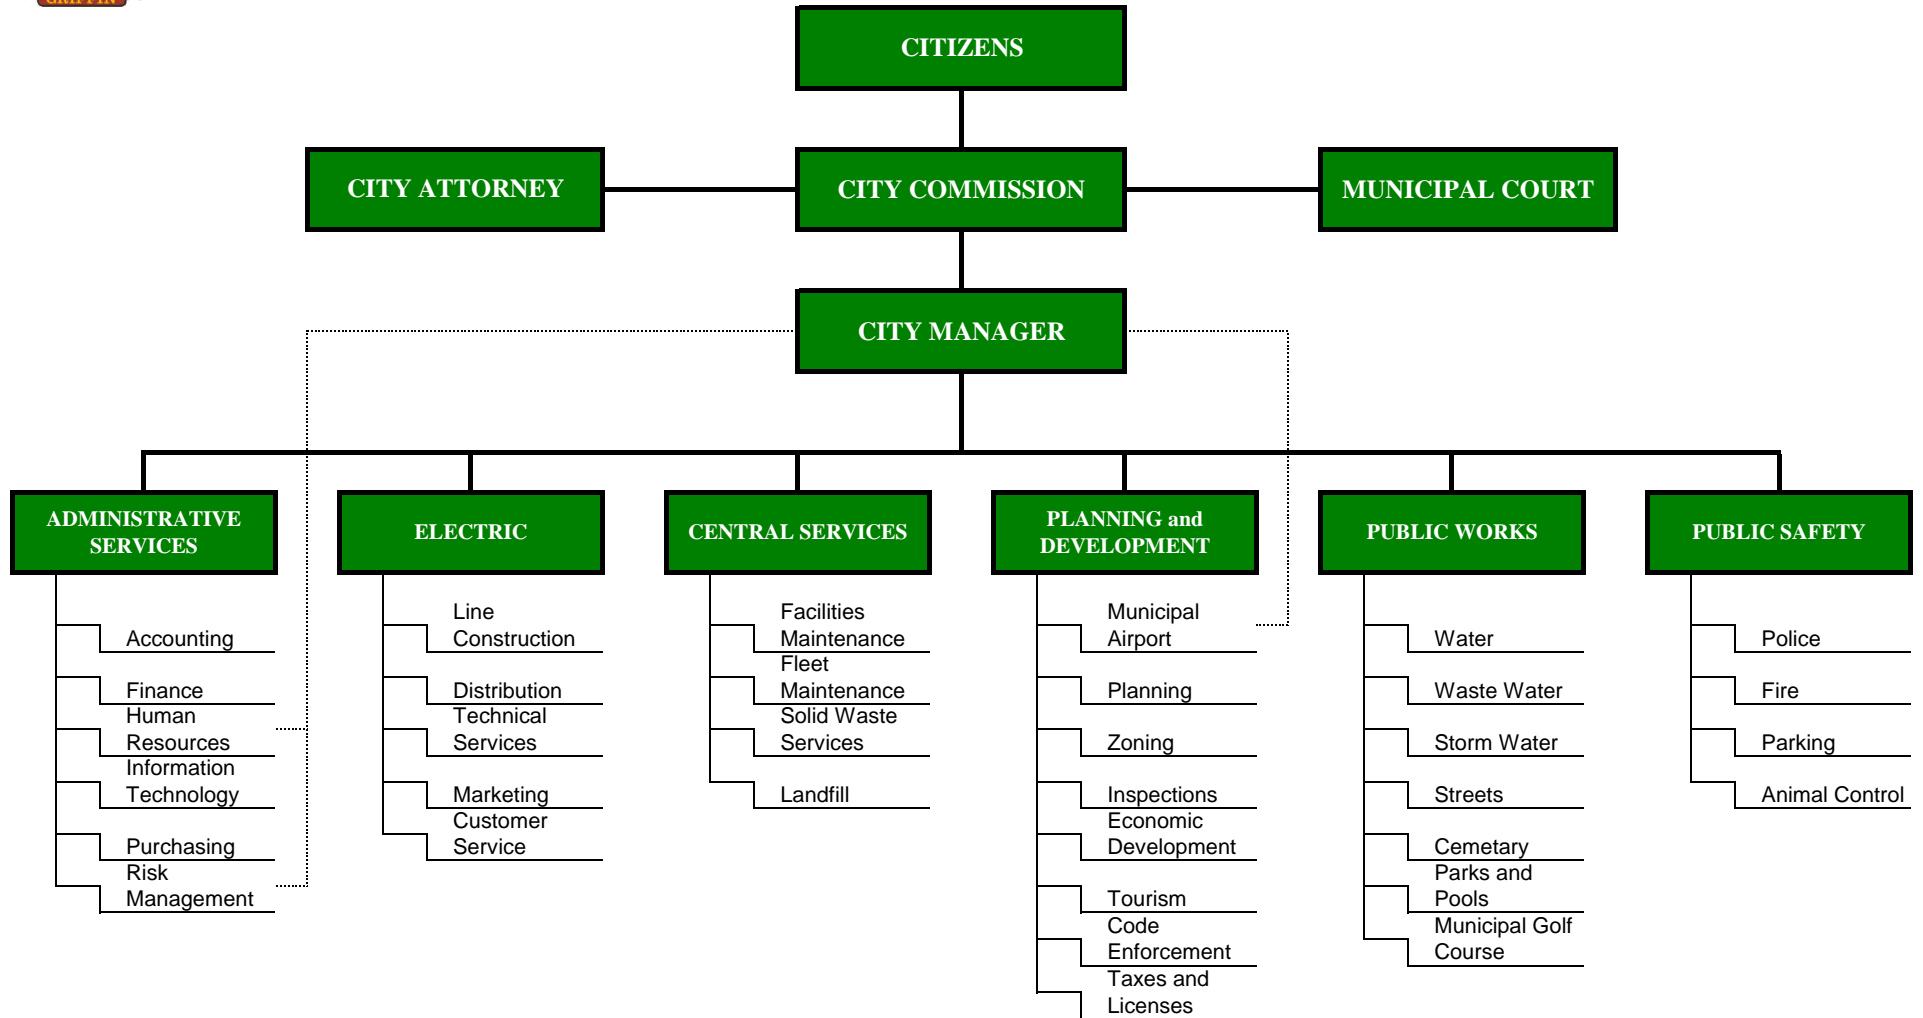 GRIFFIN
CITIZENS
CITY ATTORNEY
CITY COMMISSION
MUNICIPAL COURT
CITY MANAGER
ADMINISTRATIVE
SERVICES
ELECTRIC
CENTRAL SERVICES
PLANNING and
DEVELOPMENT
PUBLIC WORKS
PUBLIC SAFETY
Accounting
Finance
Human
Resources
Information
Technology
Purchasing
Risk
Management
Line
Construction
Distribution
Technical
Services
Marketing
Customer
Service
Facilities
Maintenance
Fleet
Maintenance
Solid Waste
Services
Landfill
Municipal
Airport
Planning
Zoning
Inspections
Economic
Development
Tourism
Code
Enforcement
Taxes and
Licenses
Water
Waste Water
Storm Water
Streets
Cemetary
Parks and
Pools
Municipal Golf
Course
Police
Fire
Parking
Animal Control